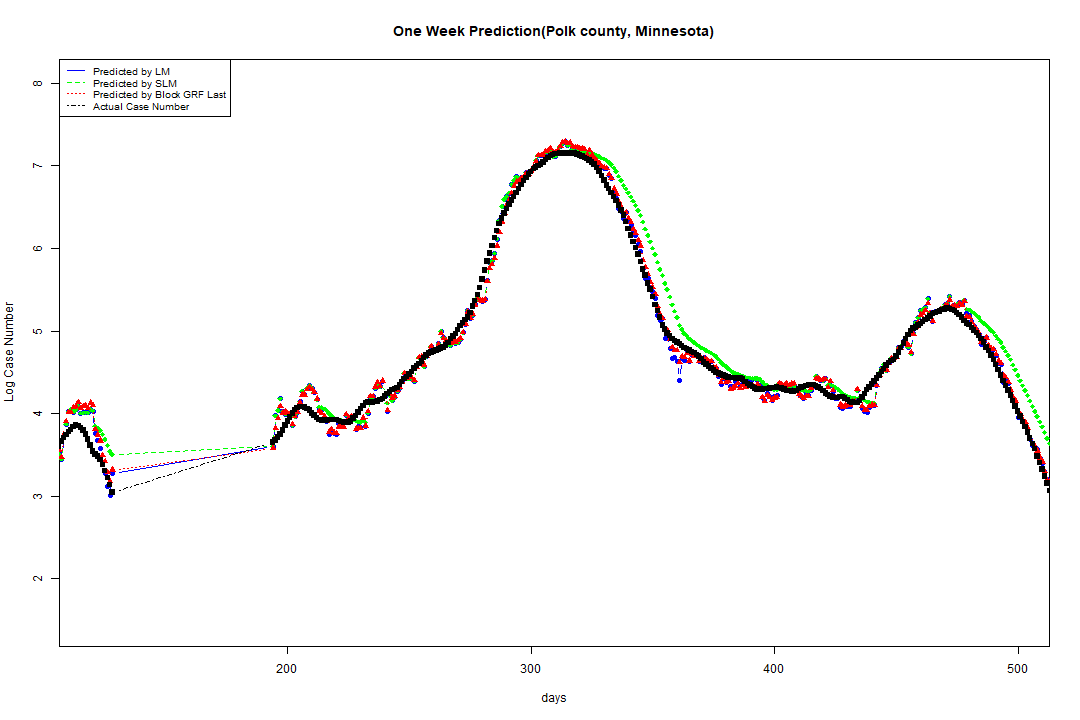 One Week Prediction(Polk county, Minnesota)
Predicted by LM
Predicted by SLM
Predicted by Block GRF Last
Actual Case Number
8
7
6
5
4
3
2
Log Case Number
200 300 400 500
days